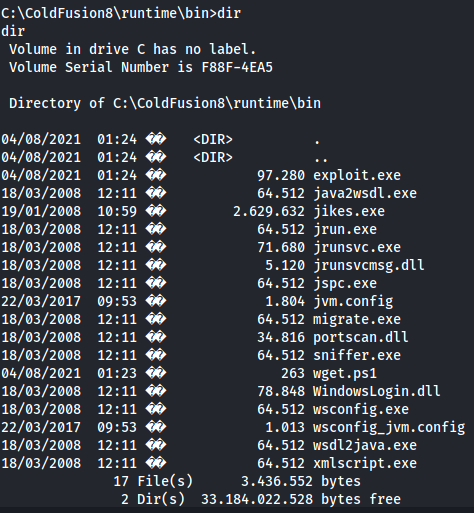 C:\ColdFusion8\runtime\bin>dir
dir
 Volume in drive C has no label.
 Volume Serial Number is F88F-4EA5

 Directory of C:\ColdFusion8\runtime\bin

04/08/2021  01:24 ��    <DIR>          .
04/08/2021  01:24 ��    <DIR>          ..
04/08/2021  01:24 ��            97.280 exploit.exe
18/03/2008  12:11 ��            64.512 java2wsdl.exe
19/01/2008  10:59 ��         2.629.632 jikes.exe
18/03/2008  12:11 ��            64.512 jrun.exe
18/03/2008  12:11 ��            71.680 jrunsvc.exe
18/03/2008  12:11 ��             5.120 jrunsvcmsg.dll
18/03/2008  12:11 ��            64.512 jspc.exe
22/03/2017  09:53 ��             1.804 jvm.config
18/03/2008  12:11 ��            64.512 migrate.exe
18/03/2008  12:11 ��            34.816 portscan.dll
18/03/2008  12:11 ��            64.512 sniffer.exe
04/08/2021  01:23 ��               263 wget.ps1
18/03/2008  12:11 ��            78.848 WindowsLogin.dll
18/03/2008  12:11 ��            64.512 wsconfig.exe
22/03/2017  09:53 ��             1.013 wsconfig_jvm.config
18/03/2008  12:11 ��            64.512 wsdl2java.exe
18/03/2008  12:11 ��            64.512 xmlscript.exe
              17 File(s)      3.436.552 bytes
               2 Dir(s)  33.184.022.528 bytes free